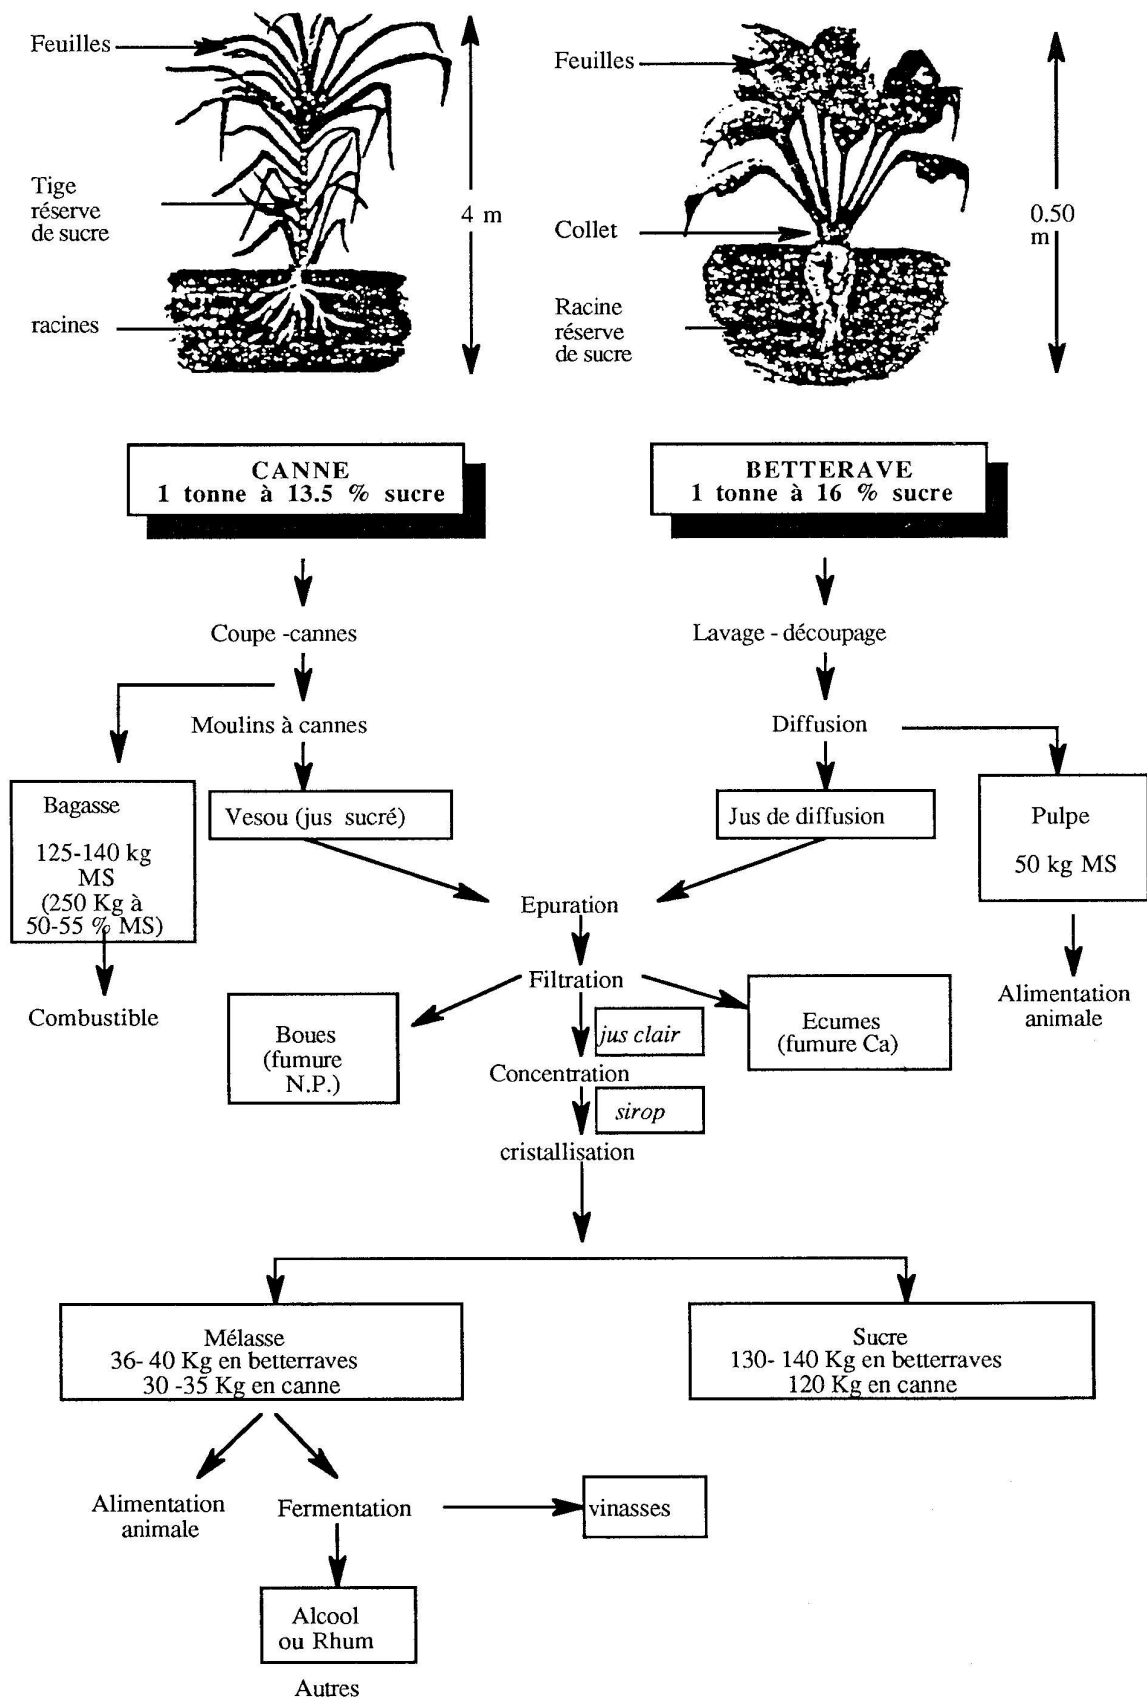 Feuilles
Tige
réserve
de sucre
racines
4 m
Feuilles
Collet
Racine
réserve
de sucre
0.50
m
CANNE
1 tonne à 13.5 % sucre
BETTERAVE
1 tonne à 16 % sucre
Coupe -cannes
Lavage - découpage
Moulins à cannes
Diffusion
Bagasse
125-140 kg
MS
(250 Kg à
50-55 % MS)
Combustible
Vesou (jus sucré)
Jus de diffusion
Pulpe
50 kg MS
Alimentation
animale
Epuration
Filtration
Boues
(fumure
N.P.)
jus clair
Ecumes
(fumure Ca)
Concentration
sirop
cristallisation
Mélasse
36- 40 Kg en betterraves
30 -35 Kg en canne
Sucre
130- 140 Kg en betterraves
120 Kg en canne
Alimentation
animale
Fermentation
vinasses
Alcool
ou Rhum
Autres